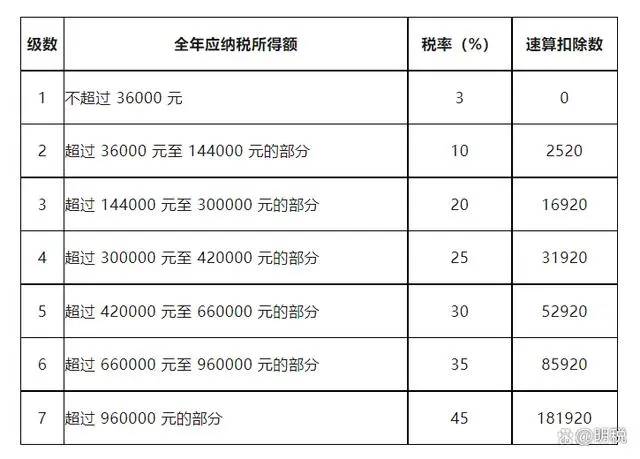 级数 全年应纳税所得额 税率（%） 速算扣除数
1 不超过 36000 元 3 0
2 超过 36000 元至 144000 元的部分 10 2520
3 超过 144000 元至 300000 元的部分 20 16920
4 超过 300000 元至 420000 元的部分 25 31920
5 超过 420000 元至 660000 元的部分 30 52920
6 超过 660000 元至 960000 元的部分 35 85920
7 超过 960000 元的部分 45 181920
@明税